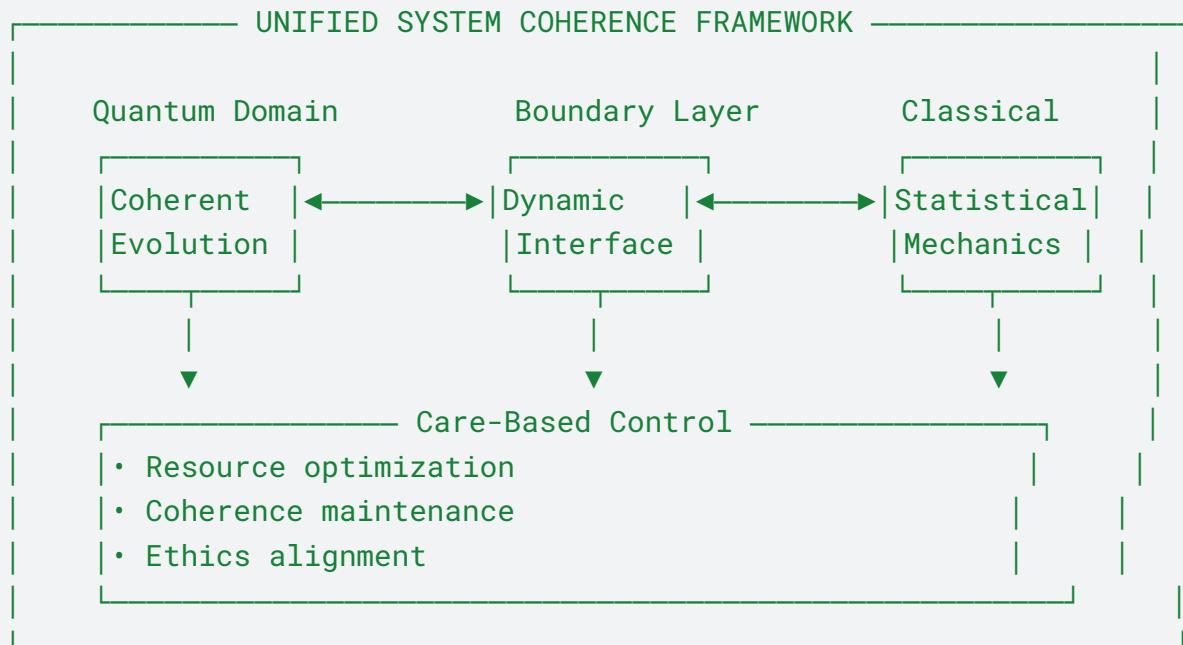 UNIFIED SYSTEM COHERENCE FRAMEWORK
Quantum Domain Boundary Layer Classical
Coherent Dynamic Statistical
Evolution Interface Mechanics
Care-Based Control
• Resource optimization
• Coherence maintenance
• Ethics alignment